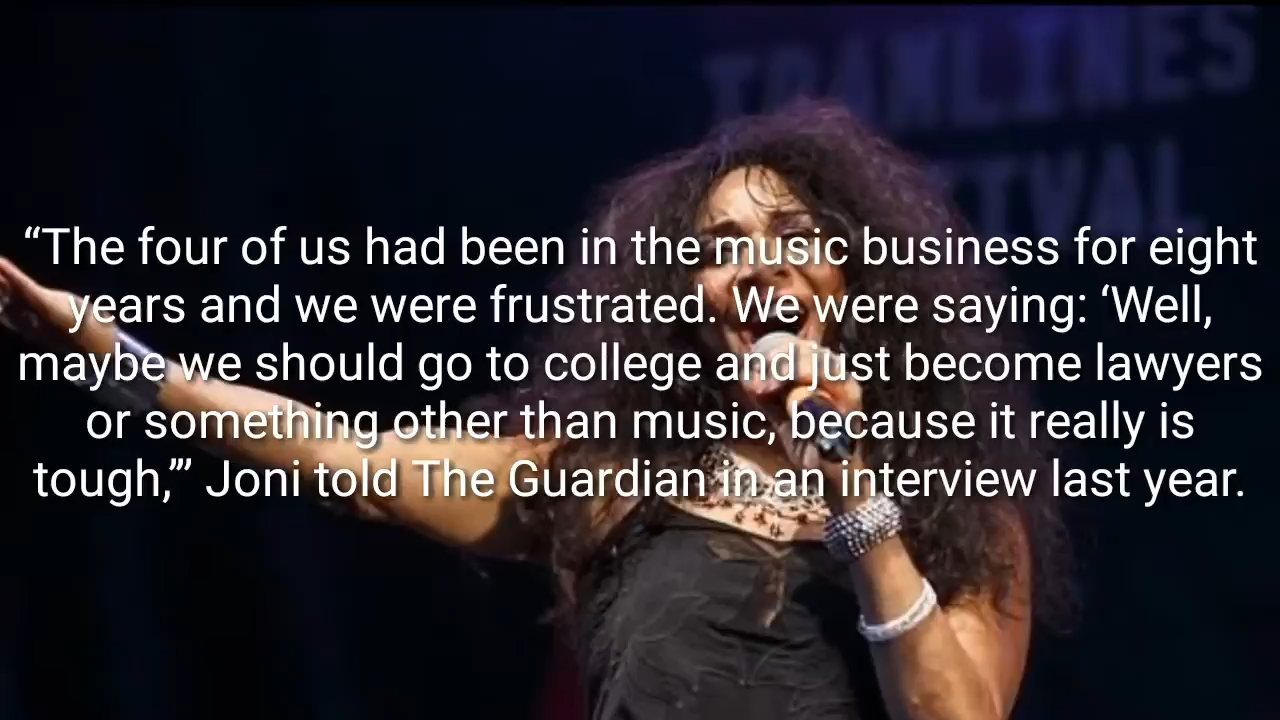 TRAMLINES
“The four of us had been in the music business for eight
years and we were frustrated. We were saying: ‘Well,
maybe we should go to college and just become lawyers
or something other than music, because it really is
tough,’” Joni told The Guardian in an interview last year.